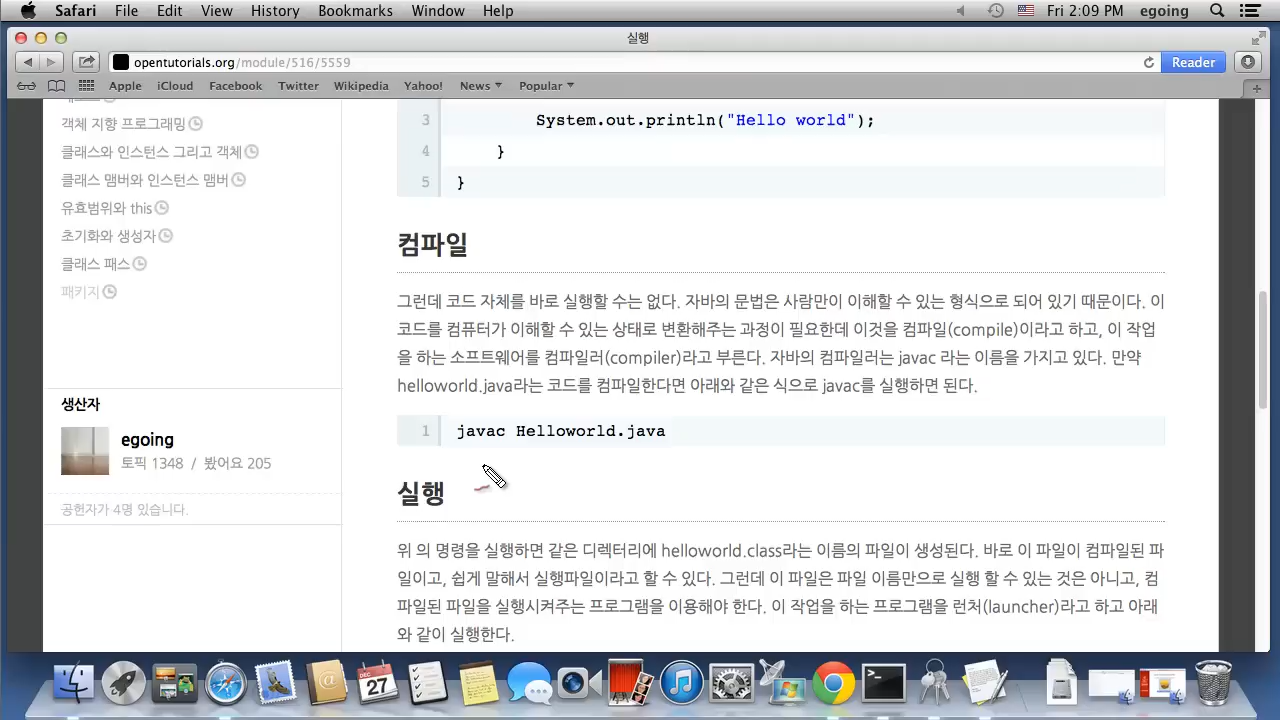 Safari File Edit View History Bookmarks Window Help Fri 2:09 PM egoing
실행
opentutorials.org/module/516/5559 Reader
Apple iCloud Facebook Twitter Wikipedia Yahoo! News Popular
객체 지향 프로그래밍
클래스와 인스턴스 그리고 객체
클래스 맴버와 인스턴스 맴버
유효범위와 this
초기화와 생성자
클래스 패스
패키지
생산자
egoing
토픽 1348 / 봤어요 205
공헌자가 4명 있습니다.
3 System.out.println("Hello world");
4 }
5 }
컴파일
그런데 코드 자체를 바로 실행할 수는 없다. 자바의 문법은 사람만이 이해할 수 있는 형식으로 되어 있기 때문이다. 이
코드를 컴퓨터가 이해할 수 있는 상태로 변환해주는 과정이 필요한데 이것을 컴파일(compile)이라고 하고, 이 작업
을 하는 소프트웨어를 컴파일러(compiler)라고 부른다. 자바의 컴파일러는 javac 라는 이름을 가지고 있다. 만약
helloworld.java라는 코드를 컴파일한다면 아래와 같은 식으로 javac를 실행하면 된다.
1 javac Helloworld.java
실행
위 의 명령을 실행하면 같은 디렉터리에 helloworld.class라는 이름의 파일이 생성된다. 바로 이 파일이 컴파일된 파
일이고, 쉽게 말해서 실행파일이라고 할 수 있다. 그런데 이 파일은 파일 이름만으로 실행 할 수 있는 것은 아니고, 컴
파일된 파일을 실행시켜주는 프로그램을 이용해야 한다. 이 작업을 하는 프로그램을 런처(launcher)라고 하고 아래
와 같이 실행한다.
DEC
27